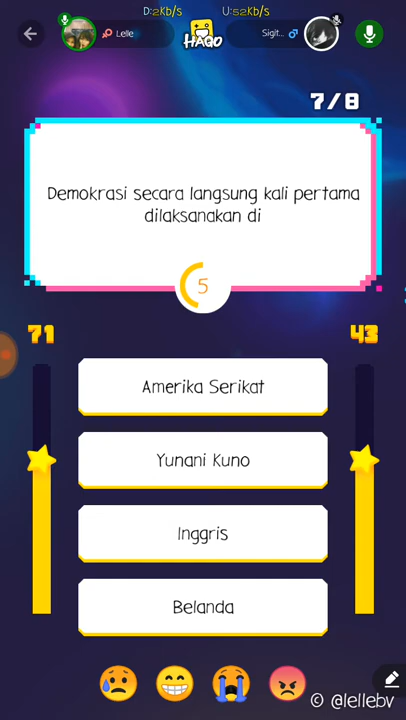 D:2Kb/s U:52Kb/s
Lelle
HAGO
Sigit...
7/8
Demokrasi secara langsung kali pertama
dilaksanakan di
5
71
43
Amerika Serikat
Yunani Kuno
Inggris
Belanda
© @lellebv